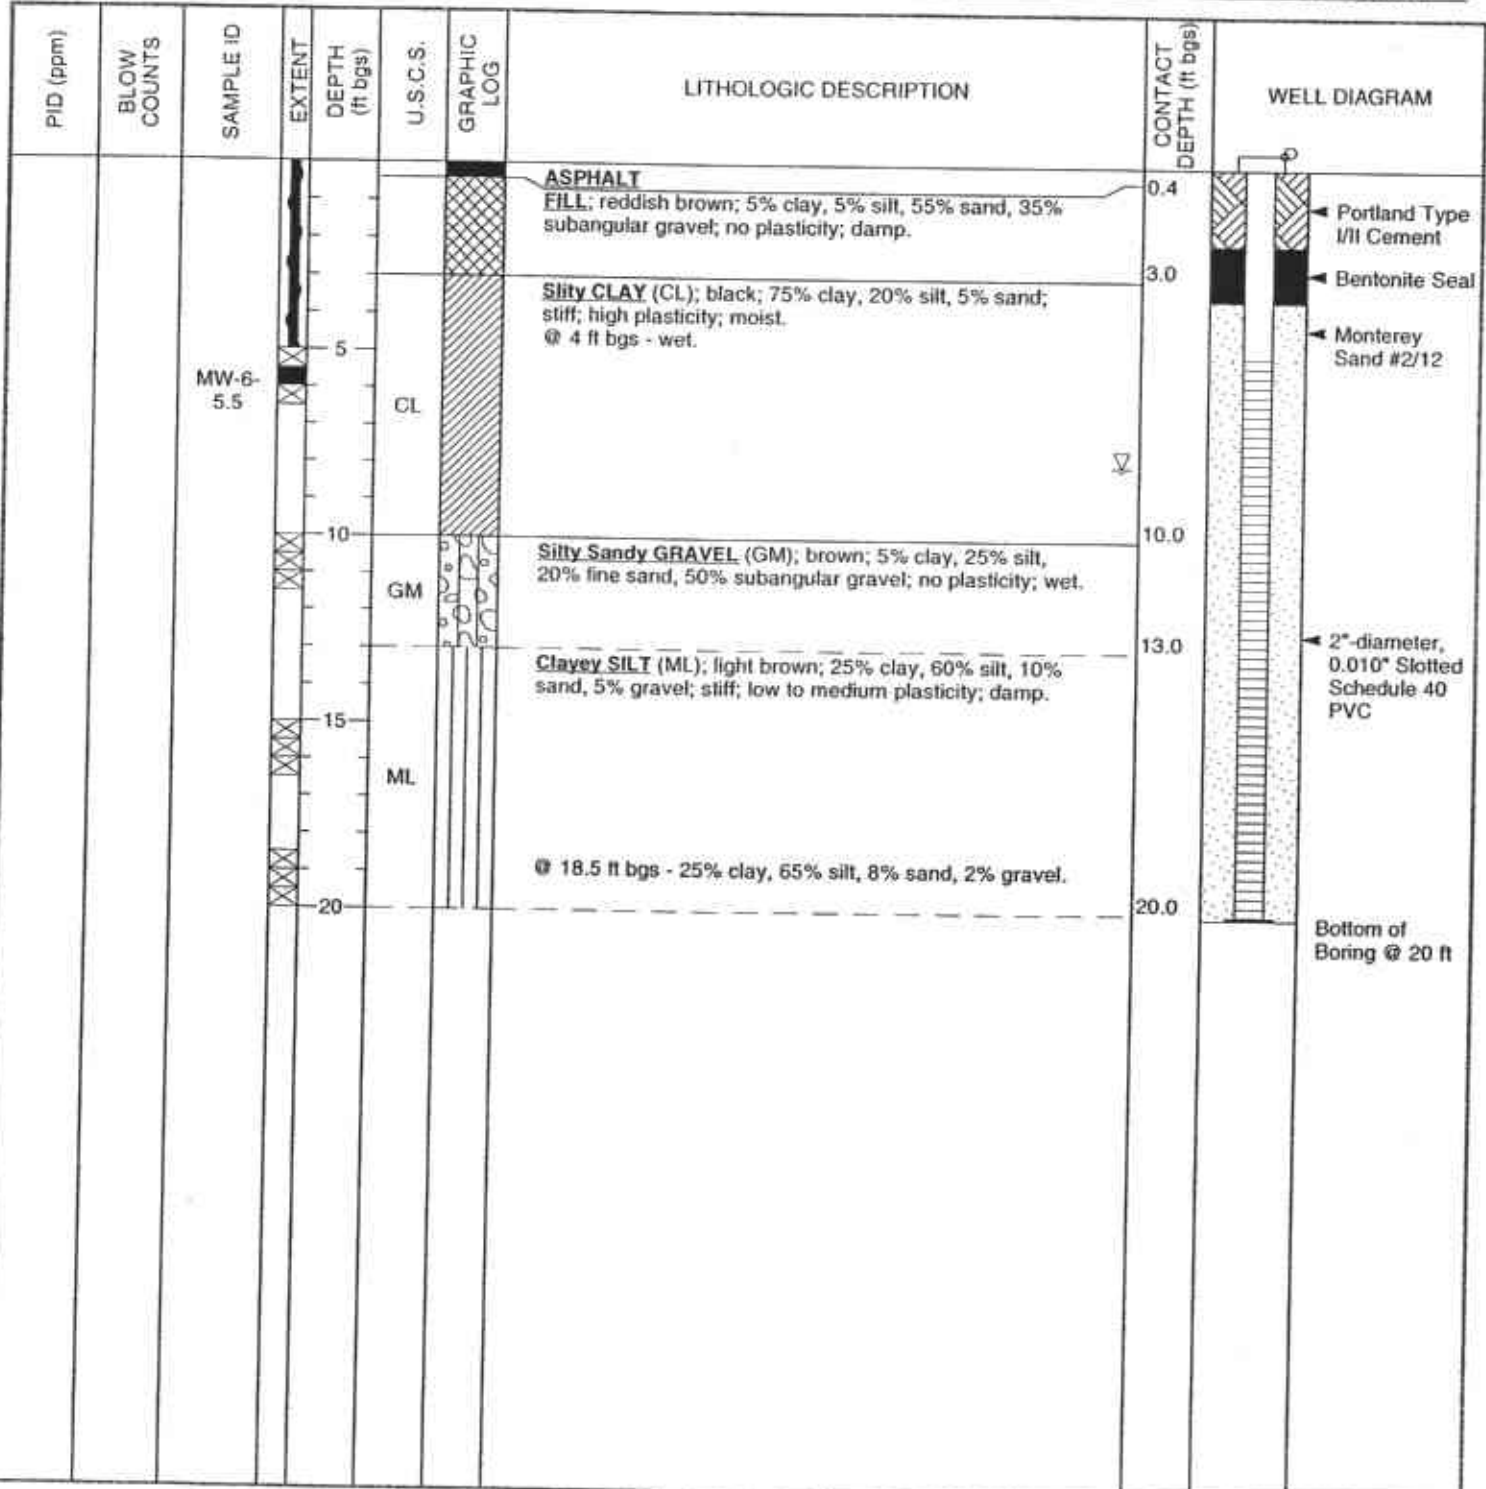 PID (ppm)
BLOW
COUNTS
SAMPLE ID
EXTENT
DEPTH
(ft bgs)
U.S.C.S.
GRAPHIC
LOG
LITHOLOGIC DESCRIPTION
CONTACT
DEPTH (ft bgs)
WELL DIAGRAM
ASPHALT
0.4
FILL; reddish brown; 5% clay, 5% silt, 55% sand, 35%
subangular gravel; no plasticity; damp.
Portland Type
I/II Cement
3.0
Bentonite Seal
Slity CLAY (CL); black; 75% clay, 20% silt, 5% sand;
stiff; high plasticity; moist.
@ 4 ft bgs - wet.
Monterey
Sand #2/12
5
MW-6-
5.5
CL
10
10.0
Silty Sandy GRAVEL (GM); brown; 5% clay, 25% silt,
20% fine sand, 50% subangular gravel; no plasticity; wet.
GM
13.0
Clayey SILT (ML); light brown; 25% clay, 60% silt, 10%
sand, 5% gravel; stiff; low to medium plasticity; damp.
2"-diameter,
0.010" Slotted
Schedule 40
PVC
15
ML
@ 18.5 ft bgs - 25% clay, 65% silt, 8% sand, 2% gravel.
20
20.0
Bottom of
Boring @ 20 ft